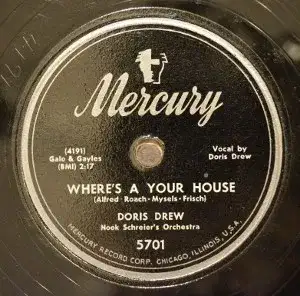 Mercury
(4191)
Gale & Gayles
(BMI) 2:17
Vocal by
Doris Drew
WHERE'S A YOUR HOUSE
(Alfred - Roach - Mysels - Frisch)
DORIS DREW
Nook Schreier's Orchestra
5701
MERCURY RECORD CORP. CHICAGO, ILLINOIS, U.S.A.